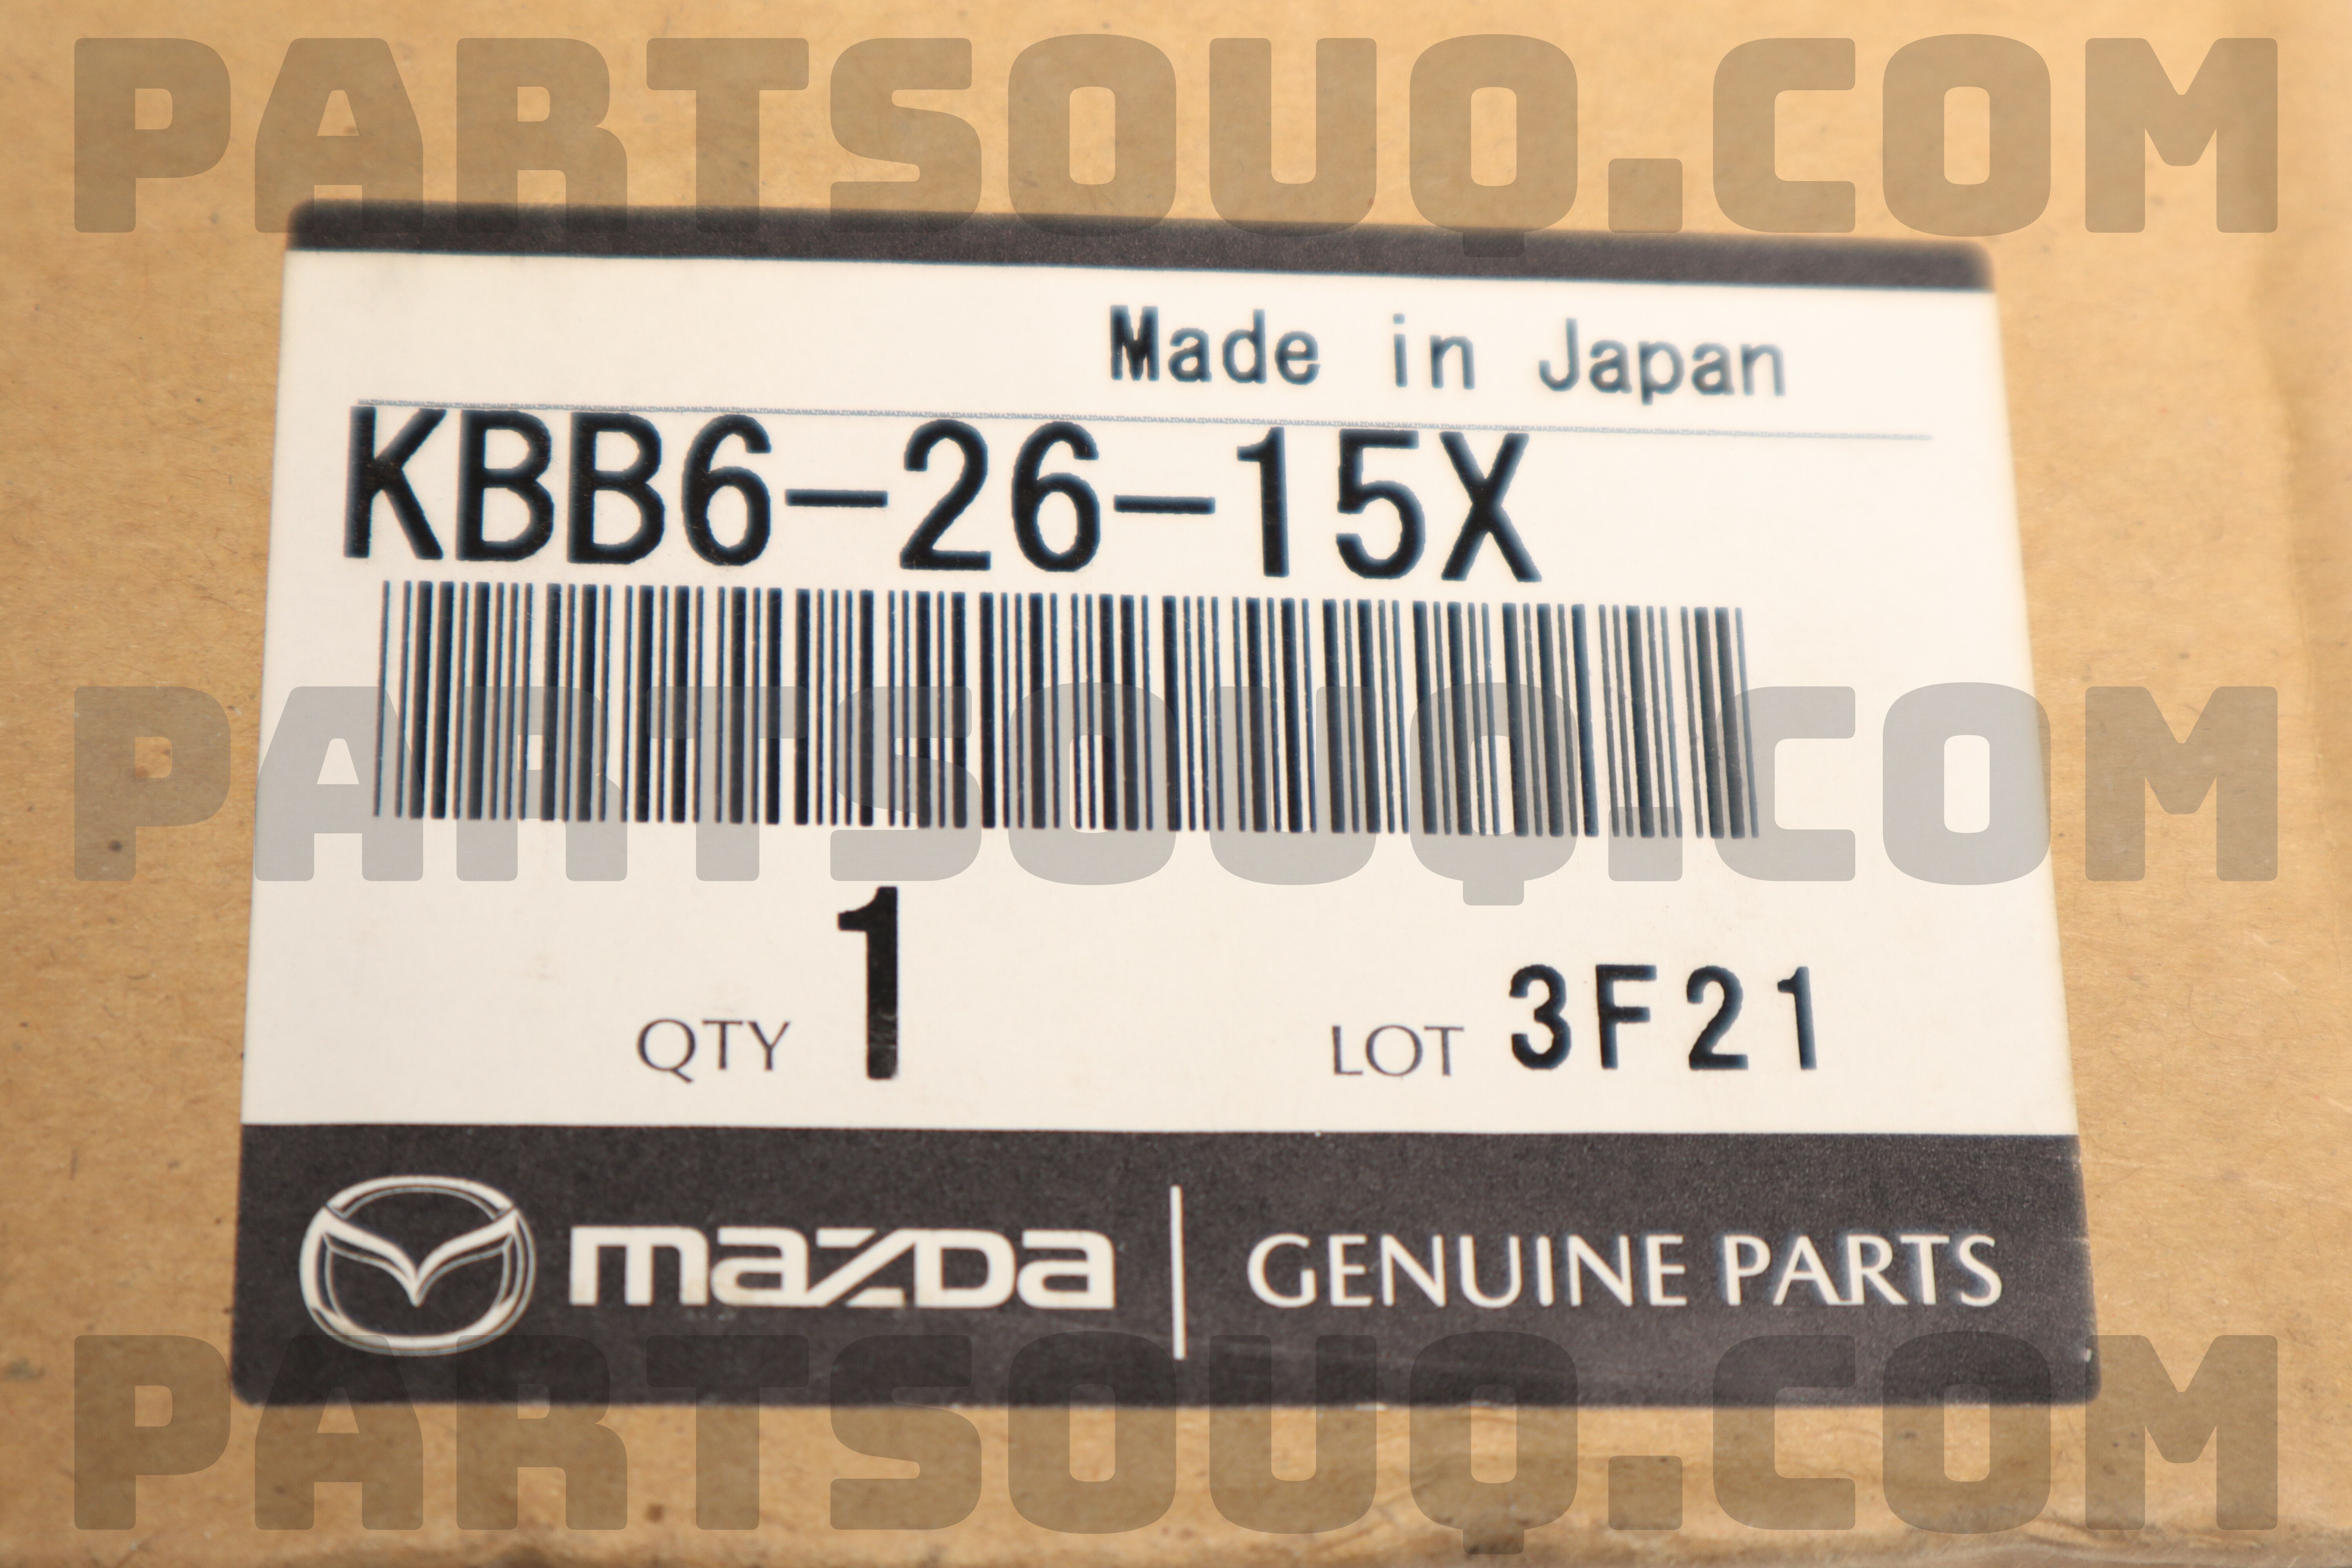 PARTSOUQ.COM
Made in Japan
KBB6-26-15X
PARTSOUQ.COM
QTY 1 LOT 3F21
mazda GENUINE PARTS
PARTSOUQ.COM